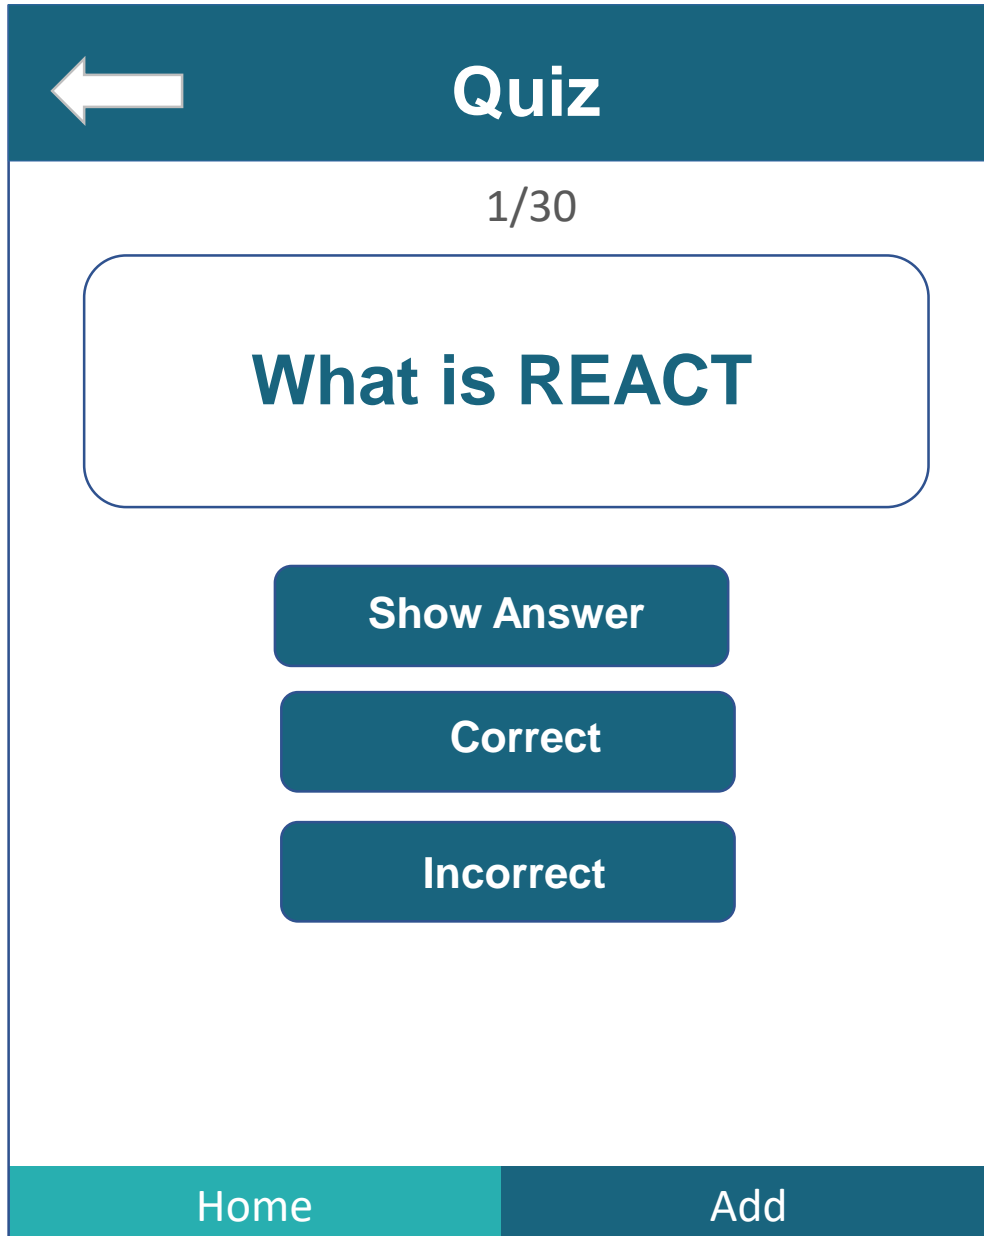 Quiz
1/30
What is REACT
Show Answer
Correct
Incorrect
Home
Add